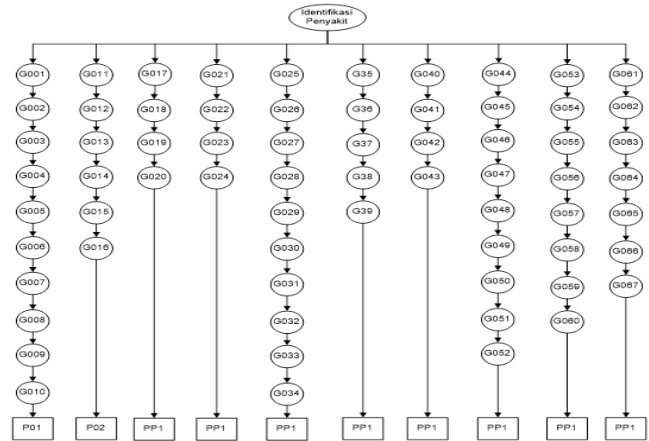 Identifikasi
Penyakit
G001 G011 G017 G021 G025 G35 G040 G044 G053 G061
G002 G012 G018 G022 G026 G36 G041 G045 G054 G062
G003 G013 G019 G023 G027 G37 G042 G046 G055 G063
G004 G014 G020 G024 G028 G38 G043 G047 G056 G064
G005 G015 G029 G39 G048 G057 G065
G006 G016 G030 G049 G058 G066
G007 G031 G050 G059 G067
G008 G032 G051 G060
G009 G033 G052
G010 G034
P01 P02 PP1 PP1 PP1 PP1 PP1 PP1 PP1 PP1